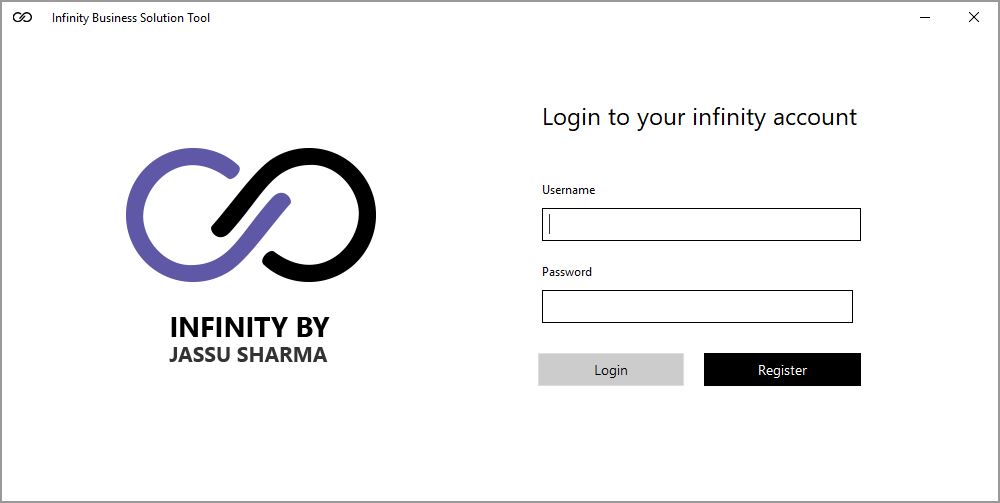 Infinity Business Solution Tool
Login to your infinity account
Username
Password
Login
Register
INFINITY BY
JASSU SHARMA